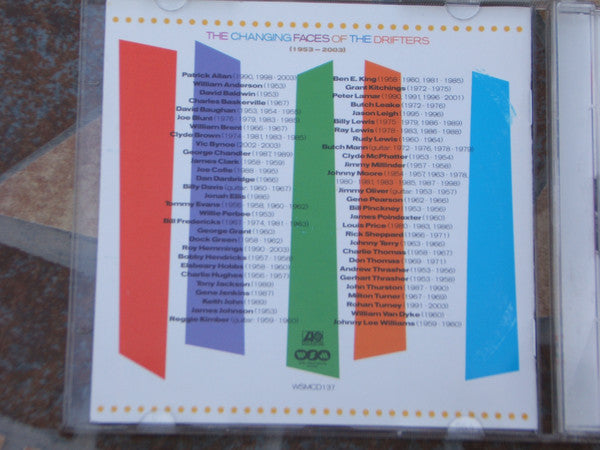 THE CHANGING FACES OF THE DRIFTERS
(1953 – 2003)
Patrick Allan (1990, 1998 · 2003)
William Anderson (1953)
David Baldwin (1953)
Charles Baskerville (1967)
David Baughan (1953, 1954 · 1955)
Joe Blunt (1976 · 1979, 1983 · 1985)
William Brent (1966 · 1967)
Clyde Brown (1974 · 1981, 1983 · 1985)
Vic Bynoe (2002 · 2003)
George Chandler (1987, 1989)
James Clark (1958 · 1959)
Joe Coffie (1988 · 1995)
Dan Danbridge (1966)
Billy Davis (guitar: 1960 · 1967)
Jonah Ellis (1986)
Tommy Evans (1956 · 1958, 1960 · 1962)
Willie Ferbee (1953)
Bill Fredericks (1967 · 1974, 1981 · 1983)
George Grant (1960)
Dock Green (1958 · 1962)
Roy Hemmings (1990 · 2003)
Bobby Hendricks (1957 · 1958)
Elsbeary Hobbs (1958 · 1960)
Charlie Hughes (1956 · 1957)
Tony Jackson (1989)
Gene Jenkins (1987)
Keith John (1989)
James Johnson (1953)
Reggie Kimber (guitar: 1959 · 1960)
Ben E. King (1958 · 1960, 1981 · 1985)
Grant Kitchings (1972 · 1975)
Peter Lamar (1990, 1991, 1996 · 2001)
Butch Leake (1972 · 1976)
Jason Leigh (1995 · 1996)
Billy Lewis (1975 · 1979, 1986 · 1989)
Ray Lewis (1978 · 1983, 1986 · 1988)
Rudy Lewis (1960 · 1964)
Butch Mann (guitar: 1972 · 1976, 1978 · 1979)
Clyde McPhatter (1953 · 1954)
Jimmy Millinder (1957 · 1958)
Johnny Moore (1954 · 1957, 1963 · 1978,
1980 · 1981, 1983 · 1985, 1987 · 1998)
Jimmy Oliver (guitar: 1953 · 1957)
Gene Pearson (1962 · 1966)
Bill Pinckney (1953 · 1956)
James Poindexter (1960)
Louis Price (1980 · 1983, 1986)
Rick Sheppard (1966 · 1971)
Johnny Terry (1963 · 1966)
Charlie Thomas (1958 · 1967)
Don Thomas (1969 · 1971)
Andrew Thrasher (1953 · 1956)
Gerhart Thrasher (1953 · 1958)
John Thurston (1987 · 1990)
Milton Turner (1967 · 1969)
Rohan Turney (1991 · 2003)
William Van Dyke (1960)
Johnny Lee Williams (1959 · 1960)
WSM
WSMCD137